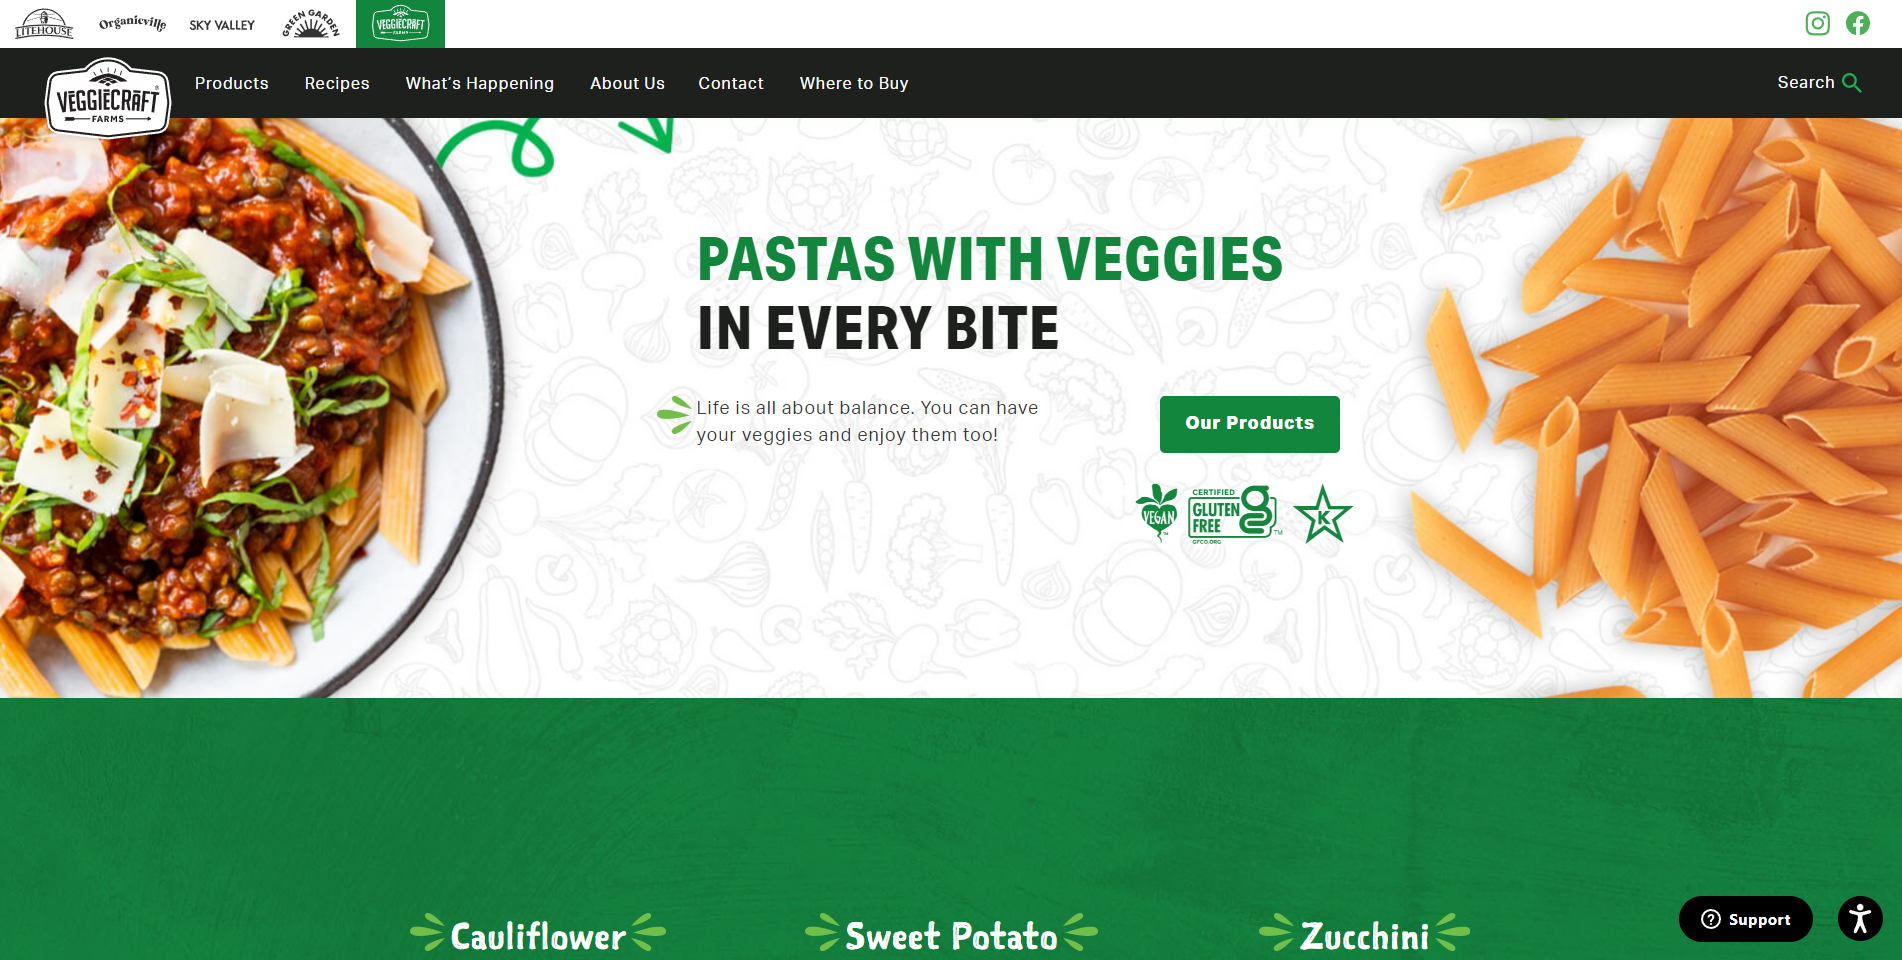 LITEHOUSE
Organicville
SKY VALLEY
GREEN GARDEN
VEGGIECRAFT
FARMS
VEGGIECRAFT®
FARMS
Products
Recipes
What's Happening
About Us
Contact
Where to Buy
Search
PASTAS WITH VEGGIES
IN EVERY BITE
Life is all about balance. You can have
your veggies and enjoy them too!
Our Products
VEGAN
TM
CERTIFIED
GLUTEN
FREE
g
TM
GFCO.ORG
K
Cauliflower
Sweet Potato
Zucchini
? Support